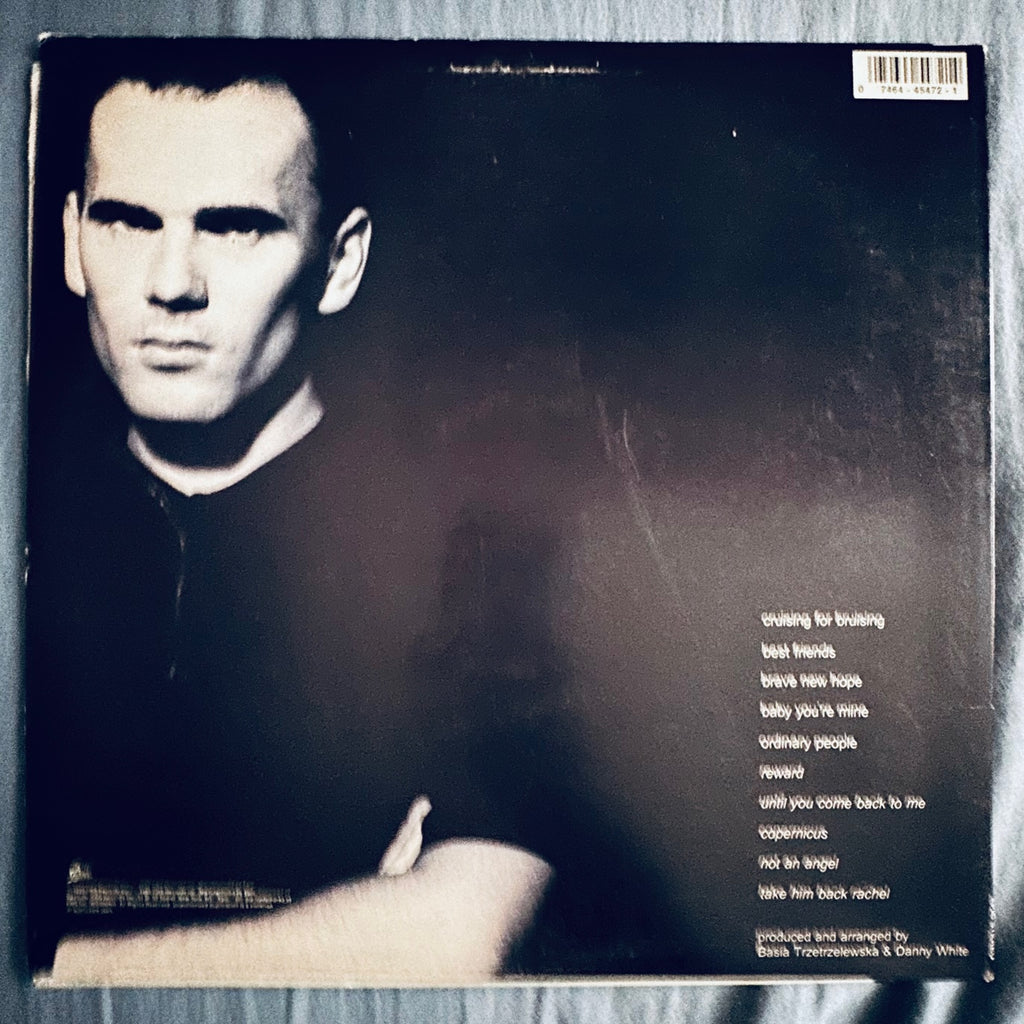 0 7464-45472-1
cruising for bruising
best friends
brave new hope
baby you're mine
ordinary people
reward
until you come back to me
copernicus
not an angel
take him back rachel
produced and arranged by
Basia Trzetrzelewska & Danny White